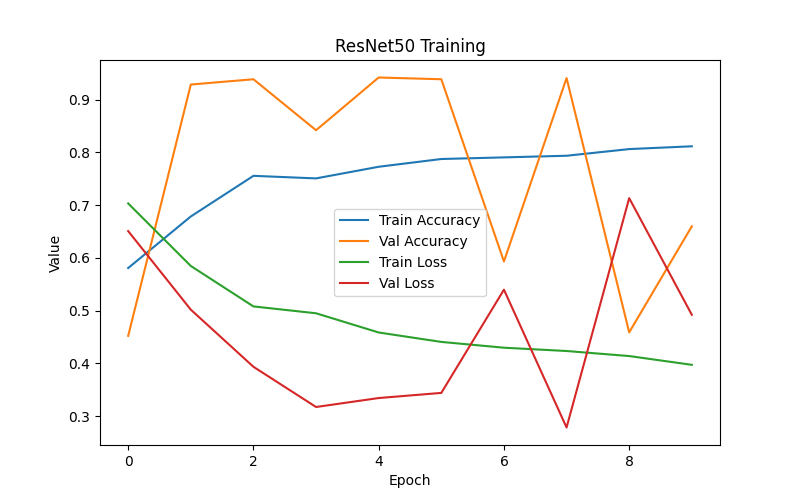 ResNet50 Training
Value
0.9
0.8
0.7
0.6
0.5
0.4
0.3
Train Accuracy
Val Accuracy
Train Loss
Val Loss
0 2 4 6 8
Epoch